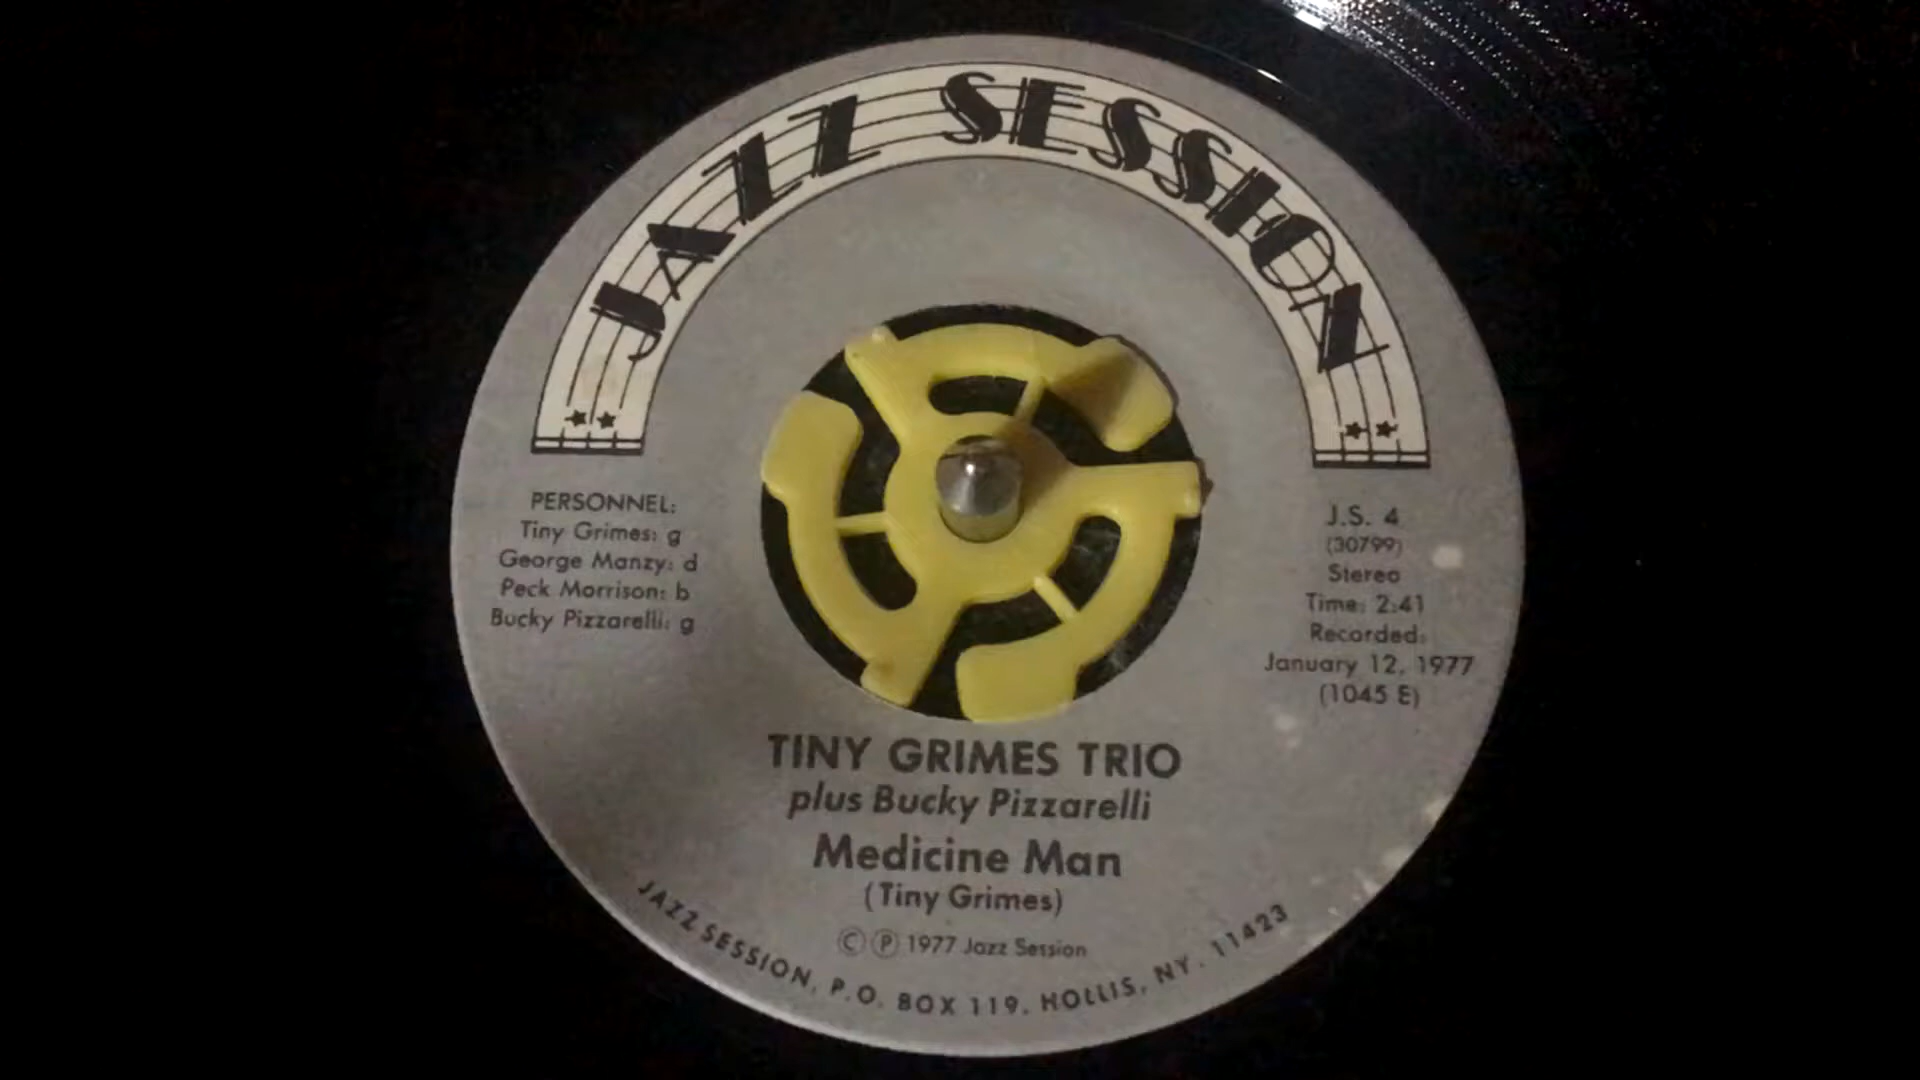 JAZZ SESSION
PERSONNEL:
Tiny Grimes: g
George Manzy: d
Peck Morrison: b
Bucky Pizzarelli: g
J.S. 4
(30799)
Stereo
Time: 2:41
Recorded:
January 12, 1977
(1045 E)
TINY GRIMES TRIO
plus Bucky Pizzarelli
Medicine Man
(Tiny Grimes)
© ℗ 1977 Jazz Session
JAZZ SESSION, P.O. BOX 119, HOLLIS, NY. 11423